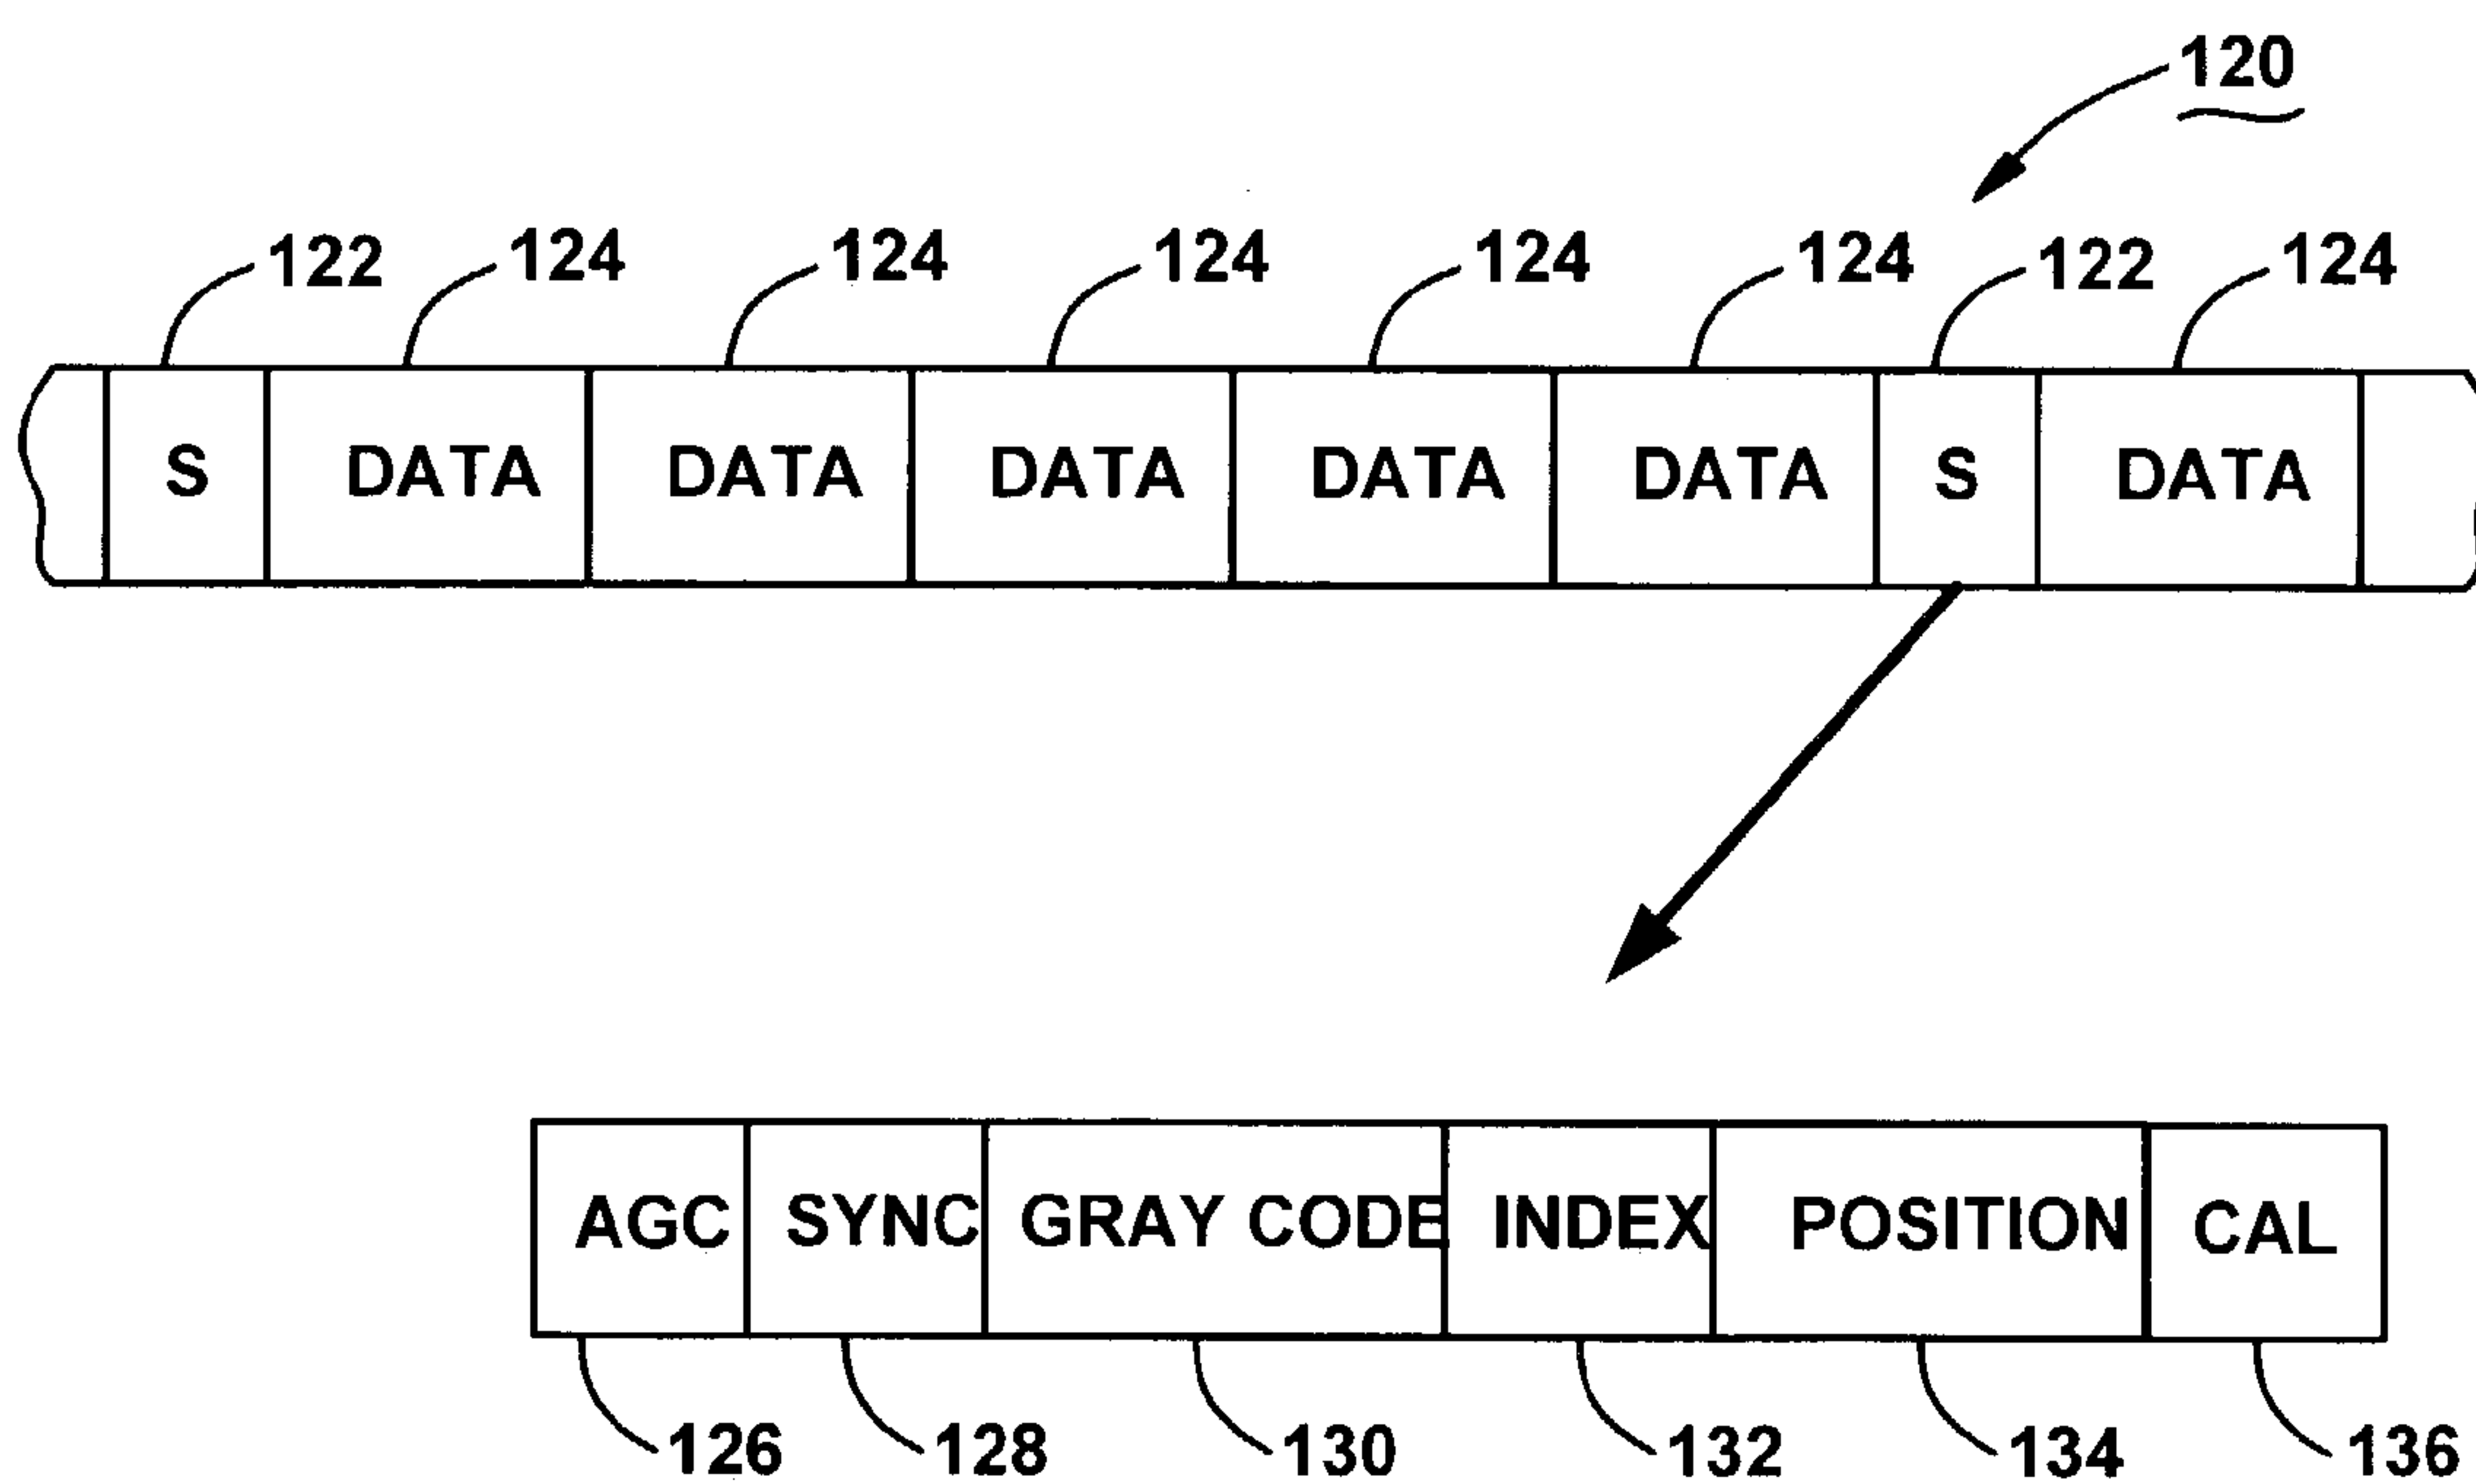 120
122 124 124 124 124 124 122 124
S DATA DATA DATA DATA DATA S DATA
AGC SYNC GRAY CODE INDEX POSITION CAL
126 128 130 132 134 136